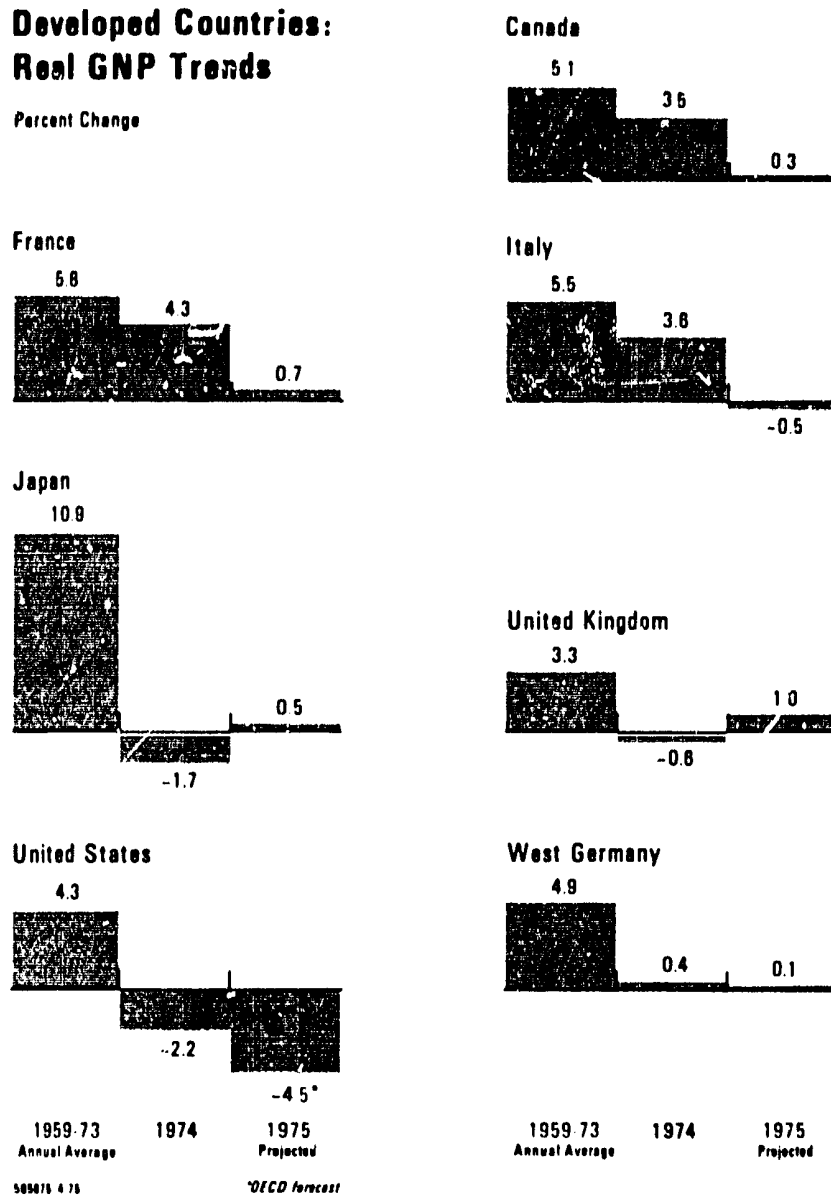 Developed Countries:
Real GNP Trends
Percent Change
Canada
5.1
3.5
0.3
France
5.8
4.3
0.7
Italy
5.5
3.6
-0.5
Japan
10.9
-1.7
0.5
United Kingdom
3.3
-0.6
1.0
United States
4.3
-2.2
-4.5*
West Germany
4.9
0.4
0.1
1959-73
Annual Average
1974
1975
Projected
1959-73
Annual Average
1974
1975
Projected
4 75
*OECD forecast